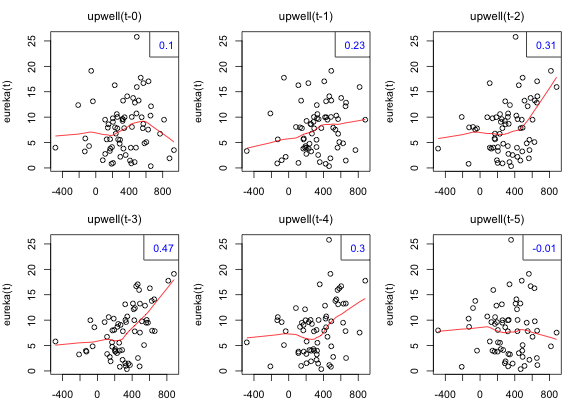 upwell(t-0) upwell(t-1) upwell(t-2)
0.1 0.23 0.31
eureka(t) eureka(t) eureka(t)
25 25 25
20 20 20
15 15 15
10 10 10
5 5 5
0 0 0
-400 0 400 800 -400 0 400 800 -400 0 400 800
upwell(t-3) upwell(t-4) upwell(t-5)
0.47 0.3 -0.01
eureka(t) eureka(t) eureka(t)
25 25 25
20 20 20
15 15 15
10 10 10
5 5 5
0 0 0
-400 0 400 800 -400 0 400 800 -400 0 400 800